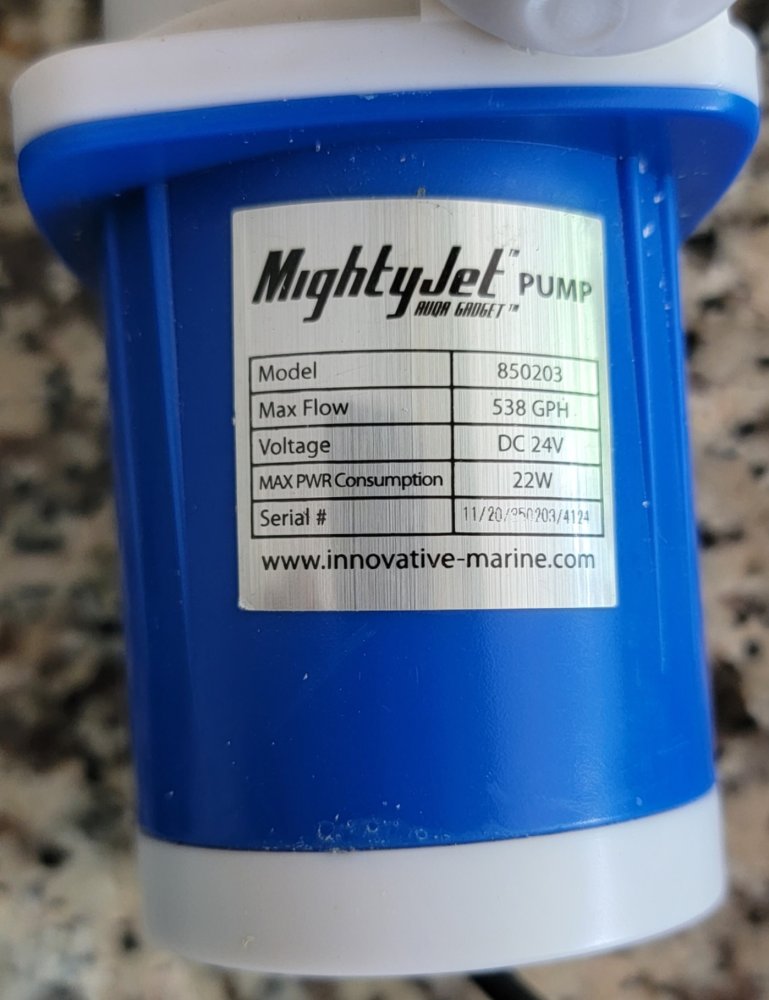 MightyJet™ PUMP
AUQA GADGET™
Model 850203
Max Flow 538 GPH
Voltage DC 24V
MAX PWR Consumption 22W
Serial # 11/20/850203/4124
www.innovative-marine.com